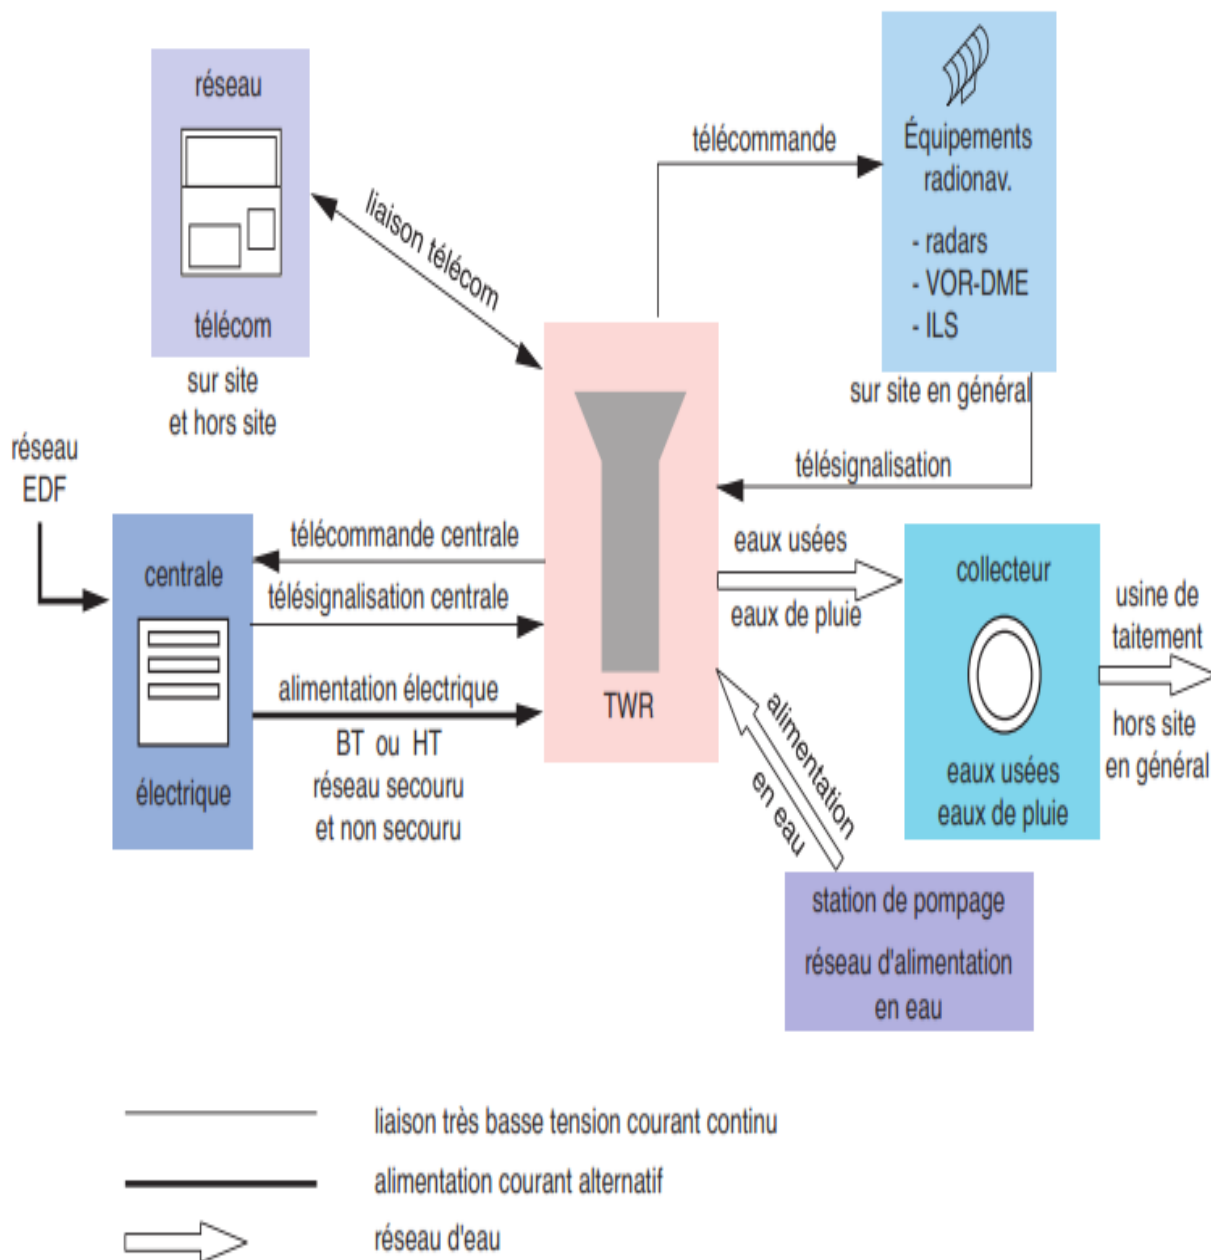 réseau
télécom
sur site
et hors site
liaison télécom
télécommande
Équipements
radionav.
- radars
- VOR-DME
- ILS
sur site en général
télésignalisation
réseau
EDF
centrale
électrique
télécommande centrale
télésignalisation centrale
alimentation électrique
BT ou HT
réseau secouru
et non secouru
TWR
eaux usées
eaux de pluie
collecteur
eaux usées
eaux de pluie
usine de
taitement
hors site
en général
alimentation
en eau
station de pompage
réseau d'alimentation
en eau
liaison très basse tension courant continu
alimentation courant alternatif
réseau d'eau